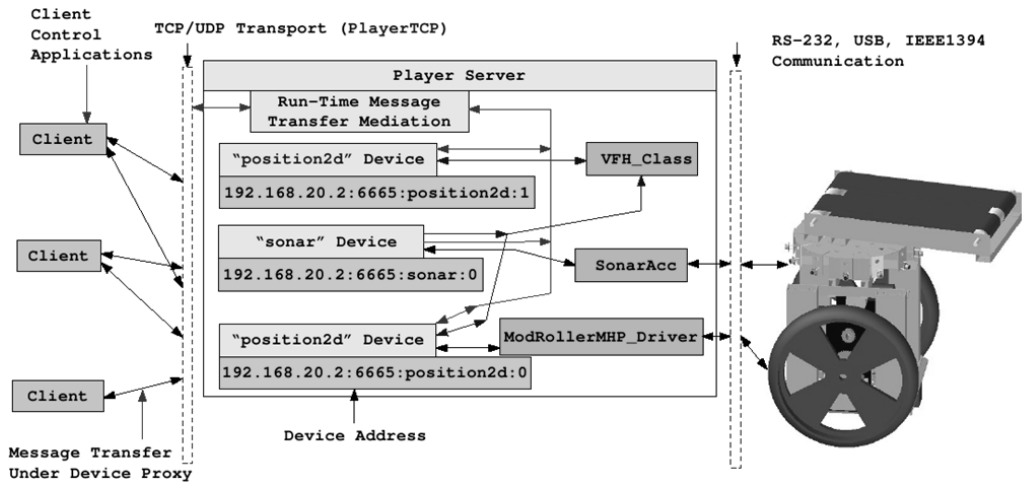 Client
Control
Applications
TCP/UDP Transport (PlayerTCP)
RS-232, USB, IEEE1394
Communication
Player Server
Run-Time Message
Transfer Mediation
Client
"position2d" Device
192.168.20.2:6665:position2d:1
VFH_Class
"sonar" Device
192.168.20.2:6665:sonar:0
Client
SonarAcc
"position2d" Device
192.168.20.2:6665:position2d:0
ModRollerMHP_Driver
Client
Device Address
Message Transfer
Under Device Proxy